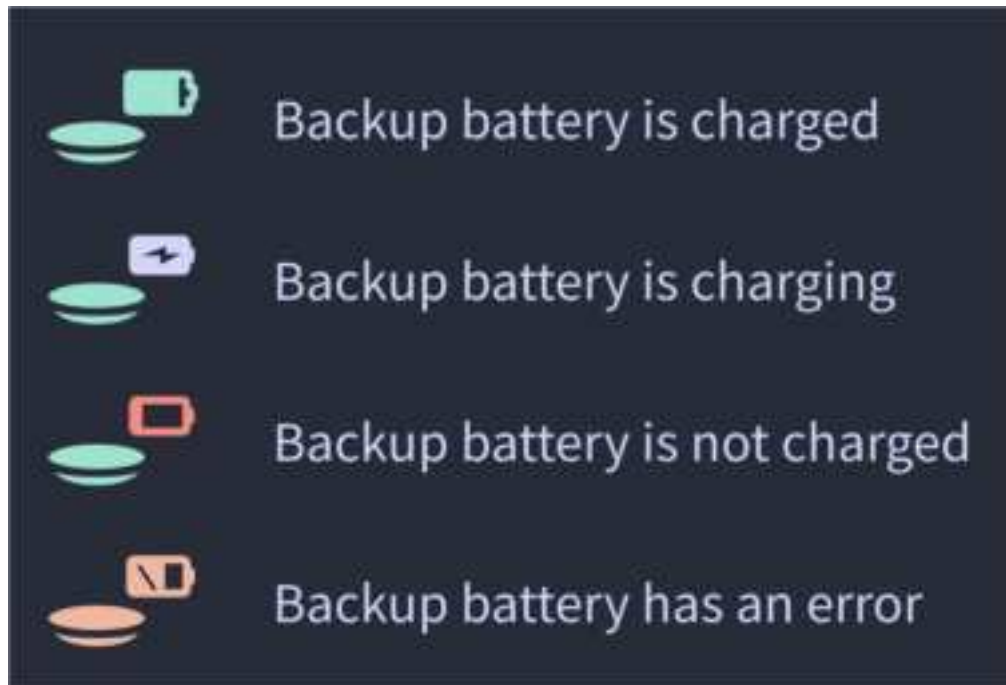 Backup battery is charged
Backup battery is charging
Backup battery is not charged
Backup battery has an error